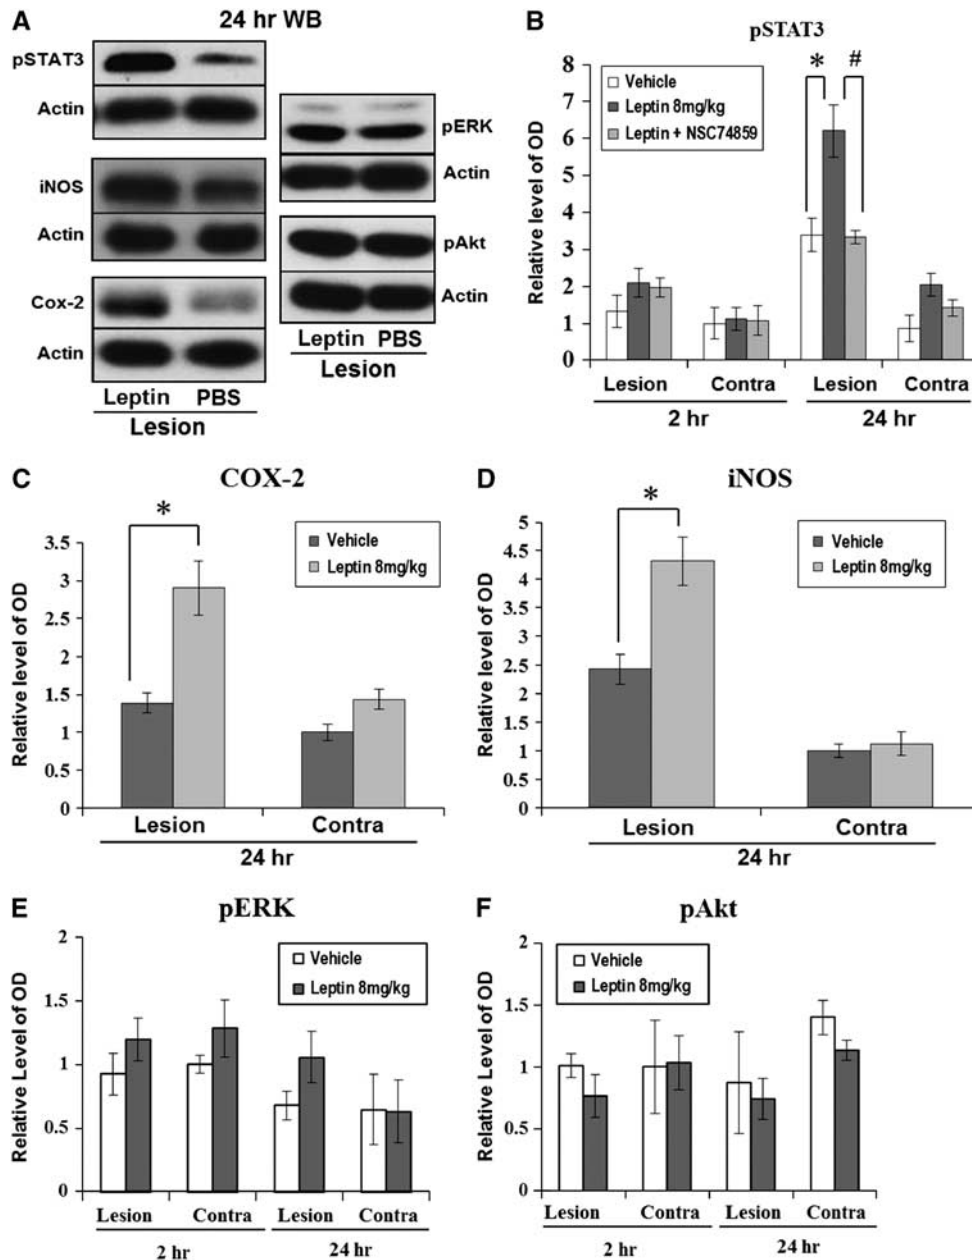 A
24 hr WB
pSTAT3
Actin
iNOS
Actin
Cox-2
Actin
Leptin PBS
Lesion
pERK
Actin
pAkt
Actin
Leptin PBS
Lesion
B
pSTAT3
Relative level of OD
8
7
6
5
4
3
2
1
0
Vehicle
Leptin 8mg/kg
Leptin + NSC74859
* #
Lesion Contra Lesion Contra
2 hr 24 hr
C
COX-2
Relative level of OD
3.5
3
2.5
2
1.5
1
0.5
0
*
Vehicle
Leptin 8mg/kg
Lesion Contra
24 hr
D
iNOS
Relative level of OD
5
4.5
4
3.5
3
2.5
2
1.5
1
0.5
0
*
Vehicle
Leptin 8mg/kg
Lesion Contra
24 hr
E
pERK
Relative Level of OD
2
1.5
1
0.5
0
Vehicle
Leptin 8mg/kg
Lesion Contra Lesion Contra
2 hr 24 hr
F
pAkt
Relative Level of OD
2
1.5
1
0.5
0
Vehicle
Leptin 8mg/kg
Lesion Contra Lesion Contra
2 hr 24 hr